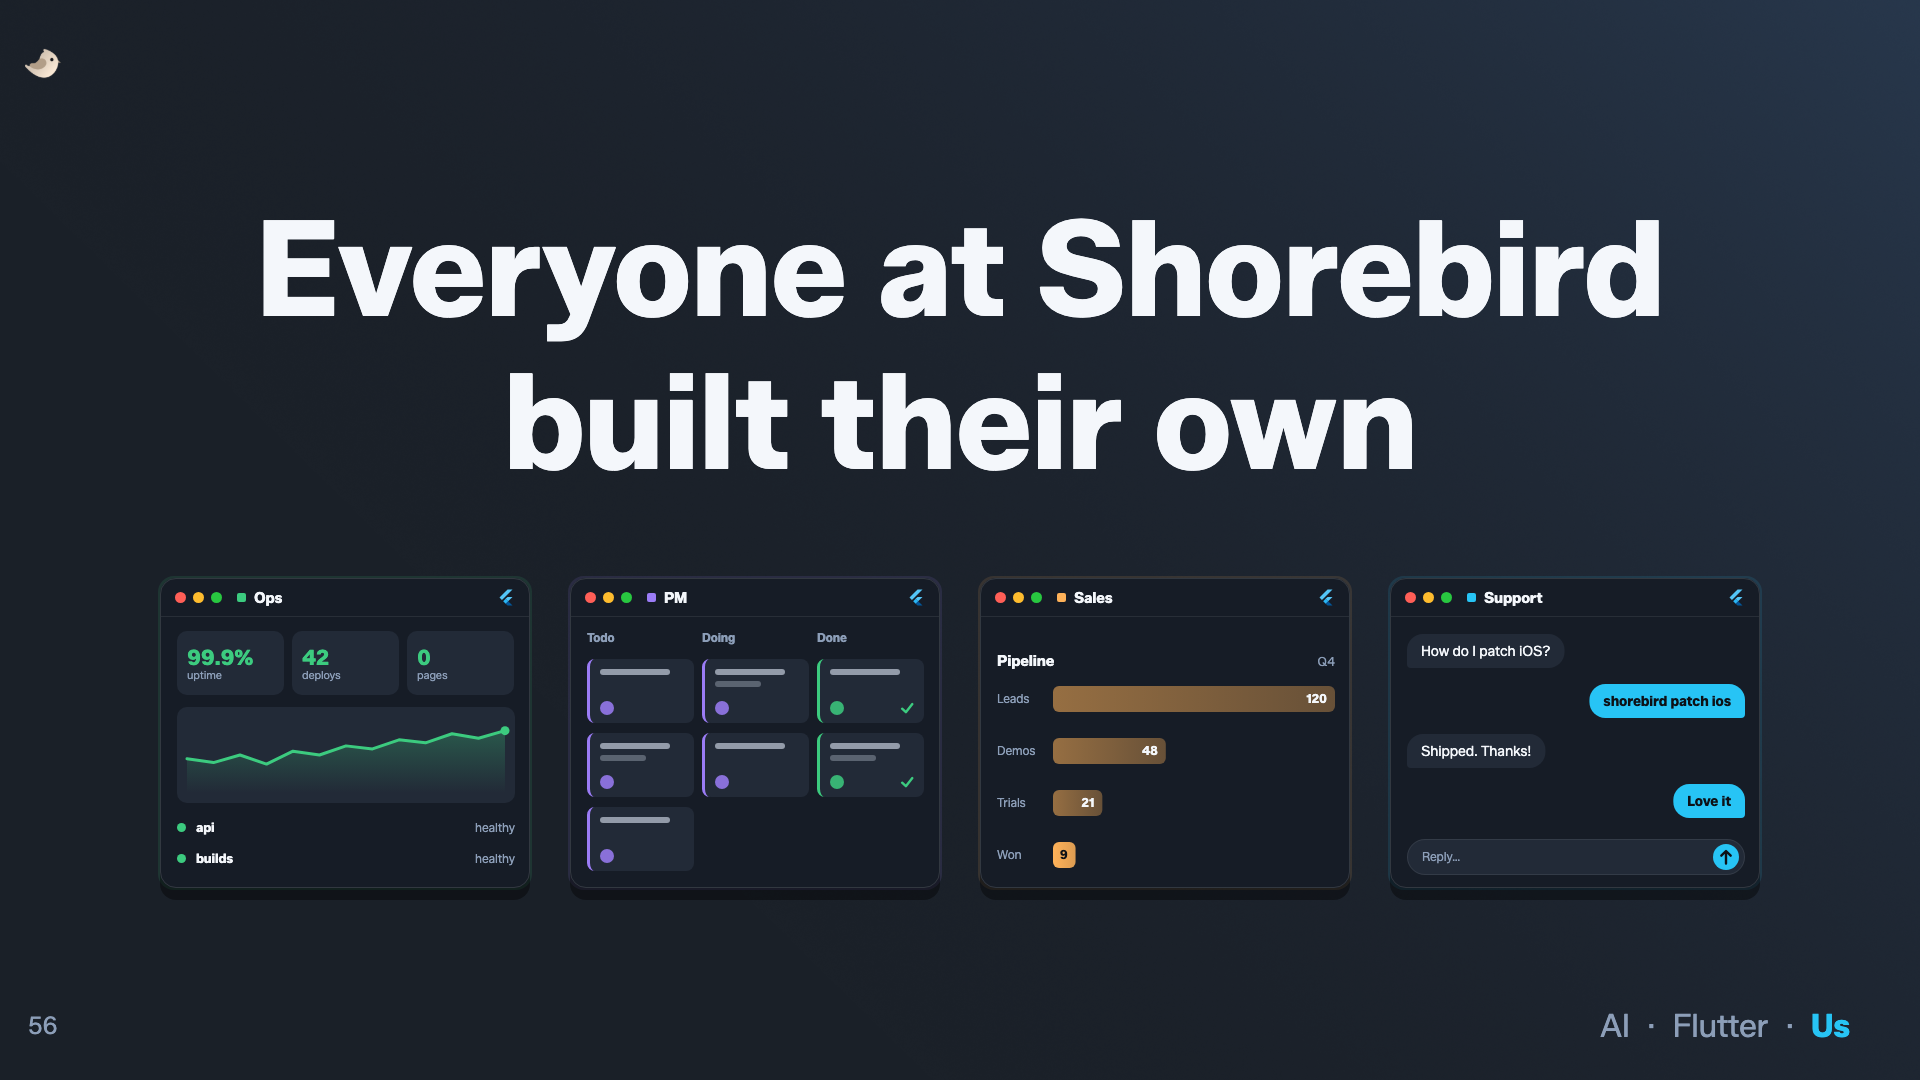 Everyone at Shorebird
built their own
Ops
99.9%
uptime
42
deploys
0
pages
api healthy
builds healthy
PM
Todo Doing Done
Sales
Pipeline Q4
Leads 120
Demos 48
Trials 21
Won 9
Support
How do I patch iOS?
shorebird patch ios
Shipped. Thanks!
Love it
Reply...
56
AI · Flutter · Us